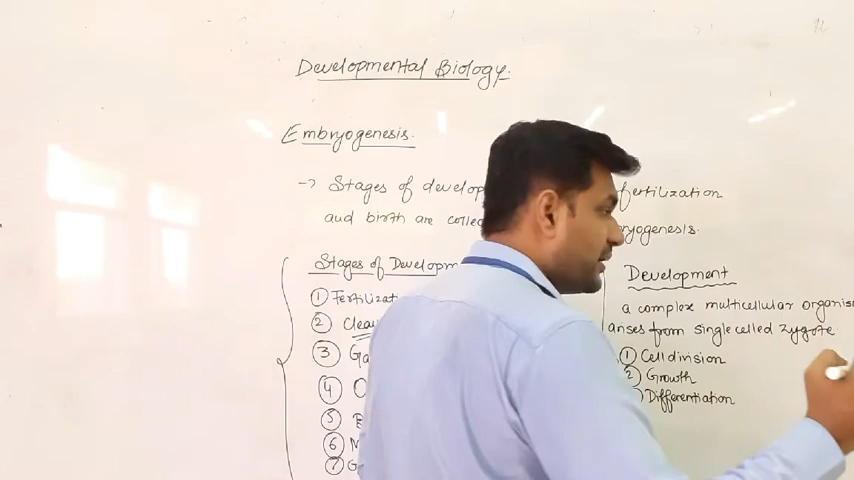 Developmental Biology.
Embryogenesis.
-> Stages of develop fertilization
and birth are collec ryogenesis.
Stages of Developm
① Fertilizat
② Clea
③ Ga
④ O
⑤
⑥ M
⑦ G
Development
a complex multicellular organism
arises from single celled zygote
① Cell division
② Growth
Differentiation